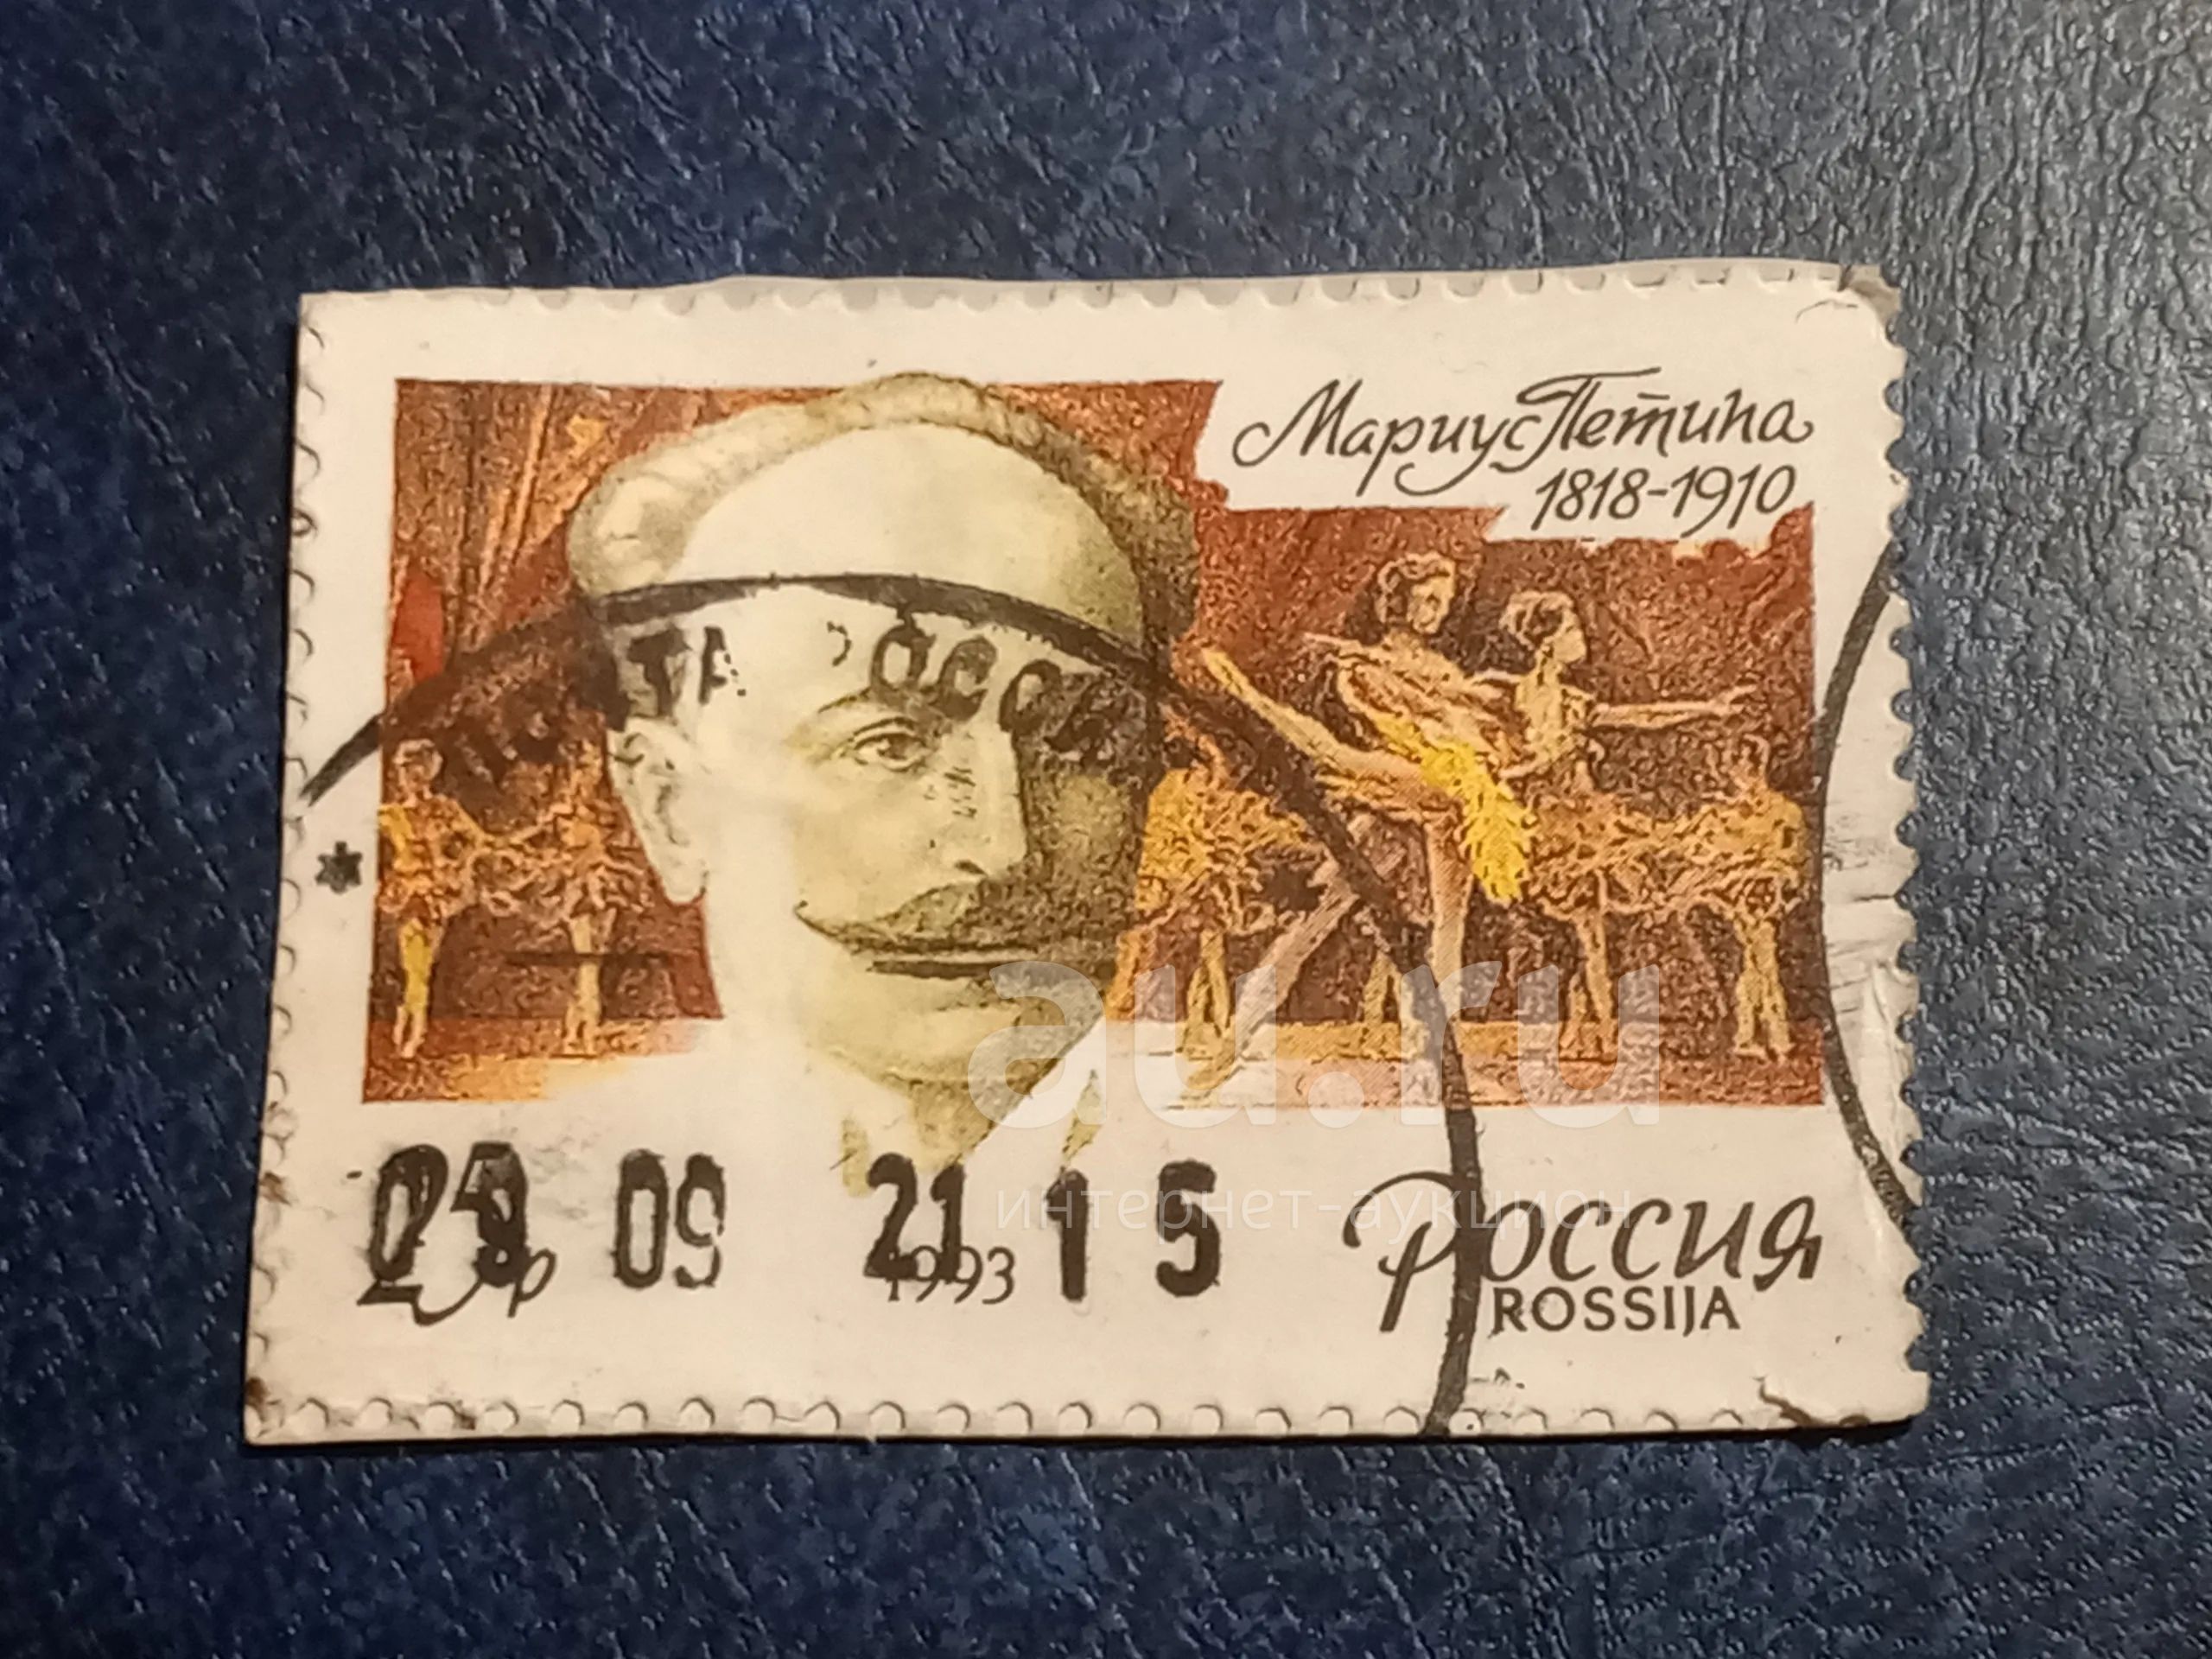 Мариус Петипа
1818-1910
09 21 15
1993
Россия
ROSSIJA
au.ru
интернет-аукцион